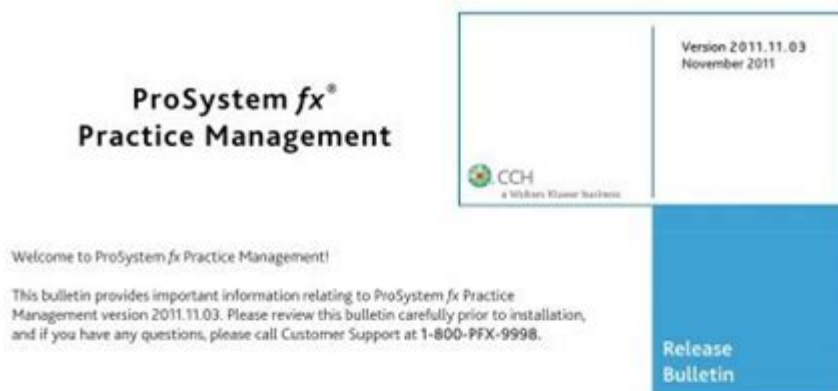 ProSystem fx®
Practice Management
Version 2011.11.03
November 2011
CCH
a Wolters Kluwer business
Welcome to ProSystem fx Practice Management!
This bulletin provides important information relating to ProSystem fx Practice
Management version 2011.11.03. Please review this bulletin carefully prior to installation,
and if you have any questions, please call Customer Support at 1-800-PFX-9998.
Release
Bulletin